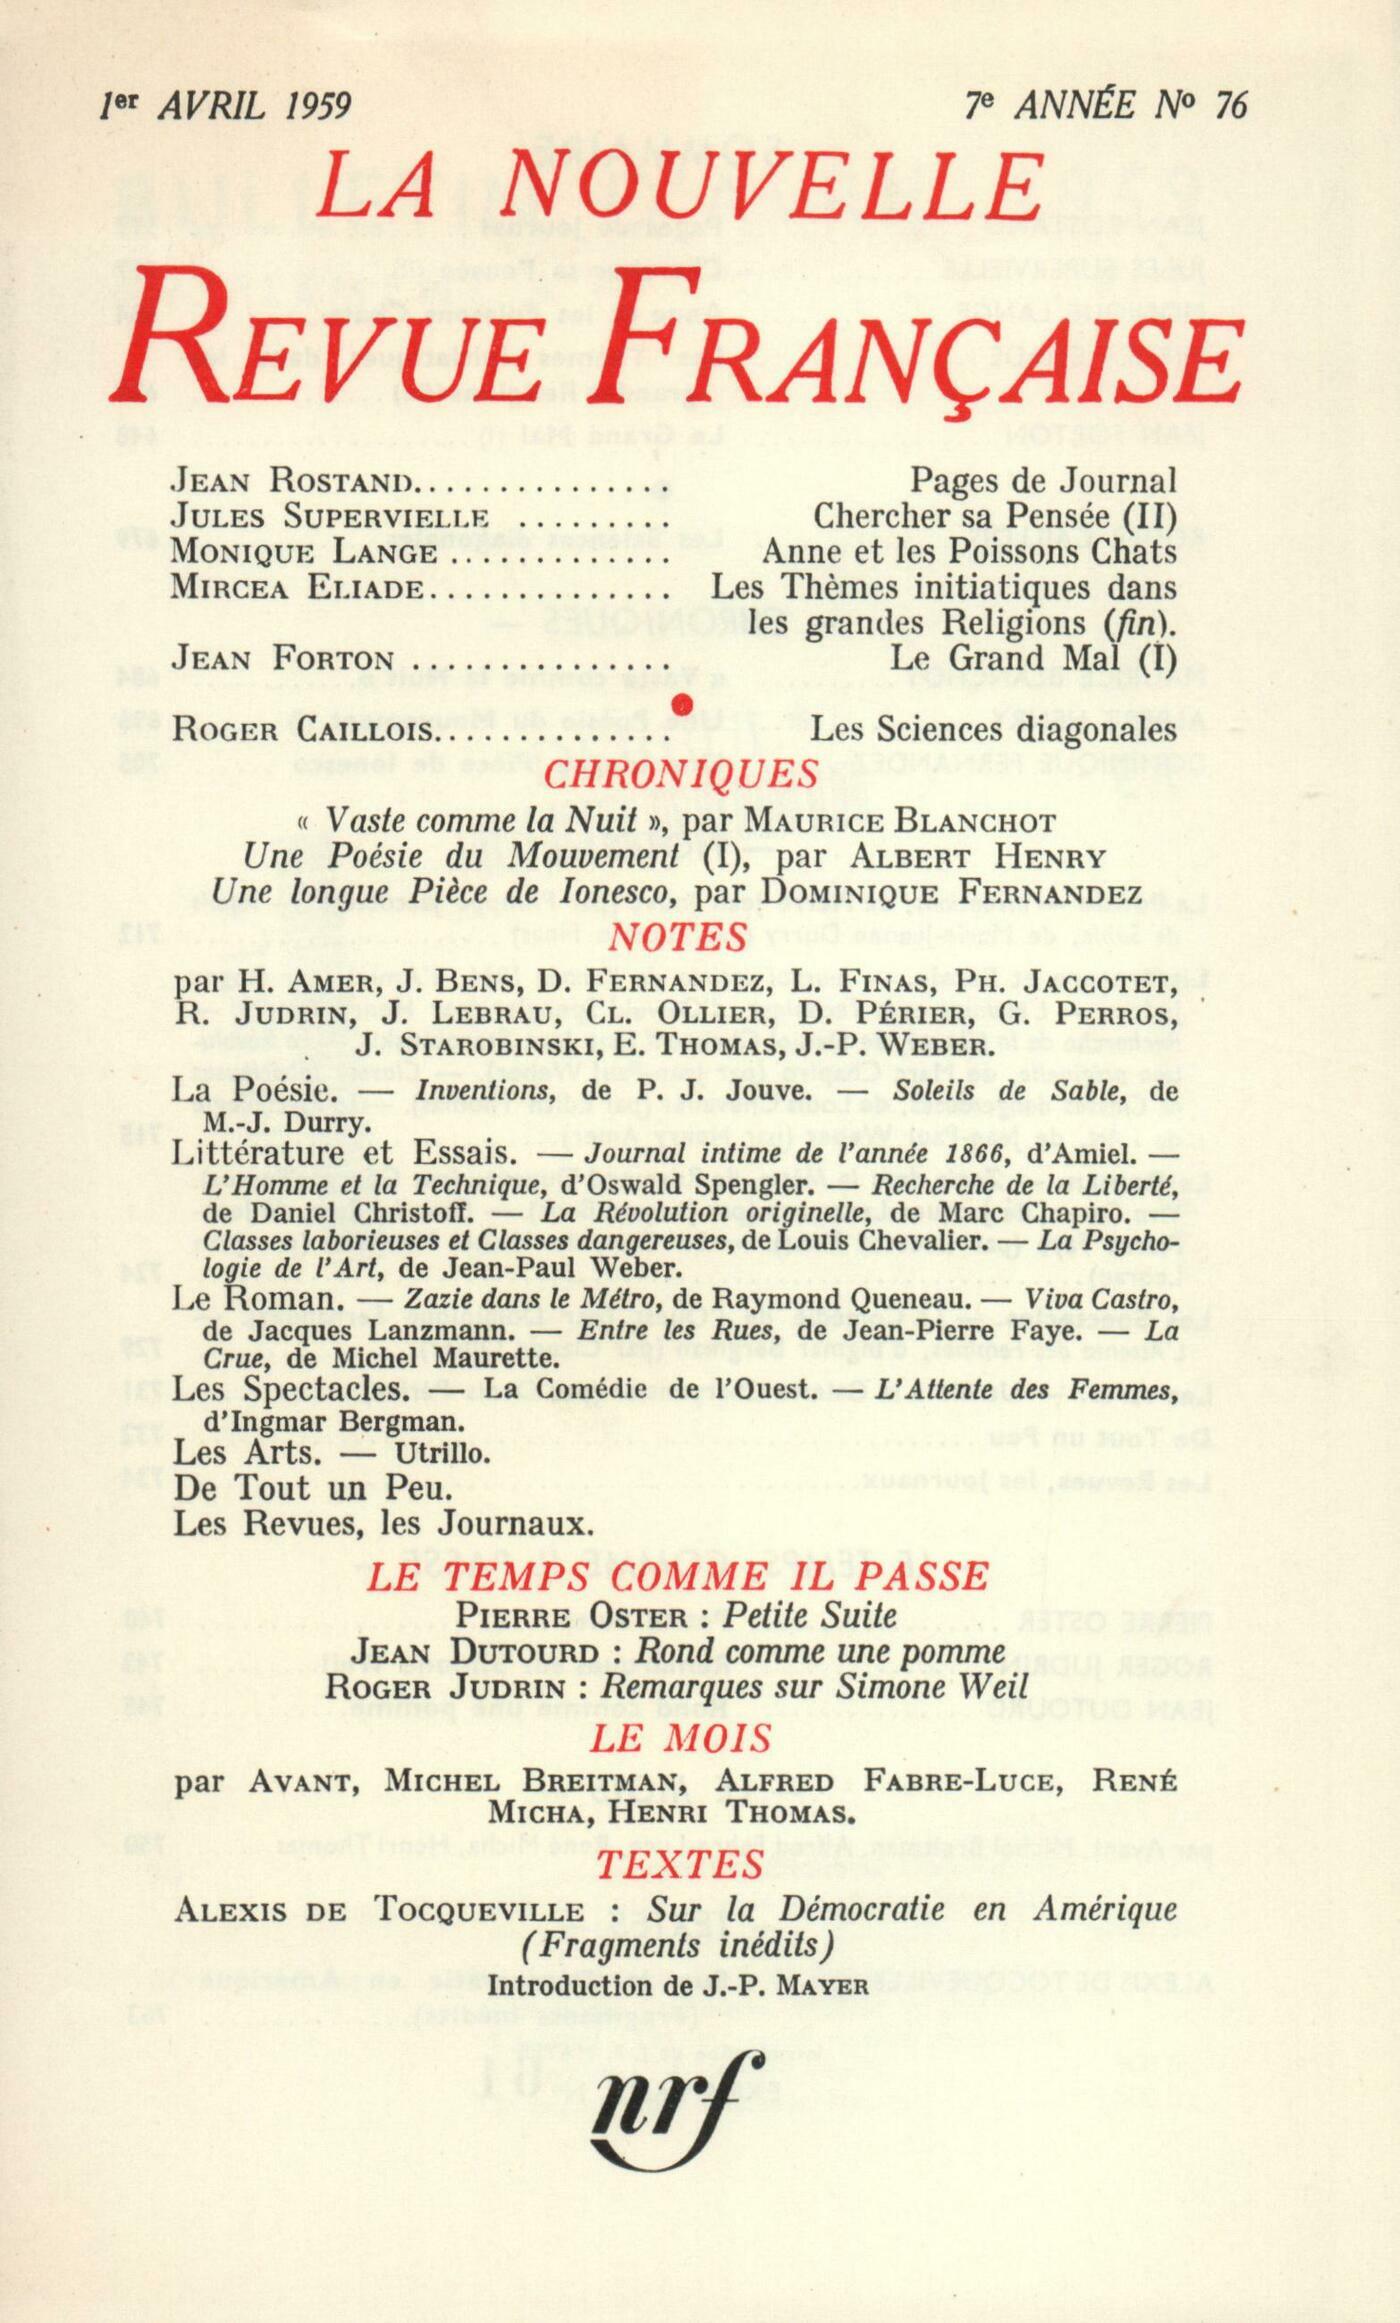 1er AVRIL 1959 7e ANNÉE No 76
LA NOUVELLE
REVUE FRANÇAISE
JEAN ROSTAND............... Pages de Journal
JULES SUPERVIELLE ......... Chercher sa Pensée (II)
MONIQUE LANGE ............. Anne et les Poissons Chats
MIRCEA ELIADE.............. Les Thèmes initiatiques dans
les grandes Religions (fin).
JEAN FORTON ............... Le Grand Mal (I)
ROGER CAILLOIS.............. Les Sciences diagonales
CHRONIQUES
« Vaste comme la Nuit », par MAURICE BLANCHOT
Une Poésie du Mouvement (I), par ALBERT HENRY
Une longue Pièce de Ionesco, par DOMINIQUE FERNANDEZ
NOTES
par H. AMER, J. BENS, D. FERNANDEZ, L. FINAS, PH. JACCOTET,
R. JUDRIN, J. LEBRAU, CL. OLLIER, D. PÉRIER, G. PERROS,
J. STAROBINSKI, E. THOMAS, J.-P. WEBER.
La Poésie. — Inventions, de P. J. Jouve. — Soleils de Sable, de
M.-J. Durry.
Littérature et Essais. — Journal intime de l'année 1866, d'Amiel. —
L'Homme et la Technique, d'Oswald Spengler. — Recherche de la Liberté,
de Daniel Christoff. — La Révolution originelle, de Marc Chapiro. —
Classes laborieuses et Classes dangereuses, de Louis Chevalier. — La Psycho-
logie de l'Art, de Jean-Paul Weber.
Le Roman. — Zazie dans le Métro, de Raymond Queneau. — Viva Castro,
de Jacques Lanzmann. — Entre les Rues, de Jean-Pierre Faye. — La
Crue, de Michel Maurette.
Les Spectacles. — La Comédie de l'Ouest. — L'Attente des Femmes,
d'Ingmar Bergman.
Les Arts. — Utrillo.
De Tout un Peu.
Les Revues, les Journaux.
LE TEMPS COMME IL PASSE
PIERRE OSTER : Petite Suite
JEAN DUTOURD : Rond comme une pomme
ROGER JUDRIN : Remarques sur Simone Weil
LE MOIS
par AVANT, MICHEL BREITMAN, ALFRED FABRE-LUCE, RENÉ
MICHA, HENRI THOMAS.
TEXTES
ALEXIS DE TOCQUEVILLE : Sur la Démocratie en Amérique
(Fragments inédits)
Introduction de J.-P. MAYER
nrf